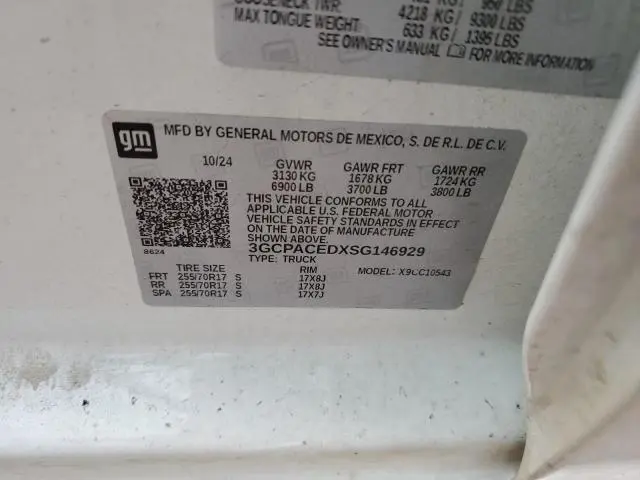 950 LBS
4218 KG / 9300 LBS
MAX TONGUE WEIGHT 633 KG / 1395 LBS
SEE OWNER'S MANUAL FOR MORE INFORMATION
gm
MFD BY GENERAL MOTORS DE MEXICO, S. DE R.L. DE C.V.
10/24 GVWR GAWR FRT GAWR RR
3130 KG 1678 KG 1724 KG
6900 LB 3700 LB 3800 LB
THIS VEHICLE CONFORMS TO ALL
APPLICABLE U.S. FEDERAL MOTOR
VEHICLE SAFETY STANDARDS IN EFFECT
ON THE DATE OF MANUFACTURE
SHOWN ABOVE.
8624
3GCPACEDXSG146929
TYPE: TRUCK
TIRE SIZE RIM MODEL: X9CC10543
FRT 255/70R17 S 17X8J
RR 255/70R17 S 17X8J
SPA 255/70R17 S 17X7J